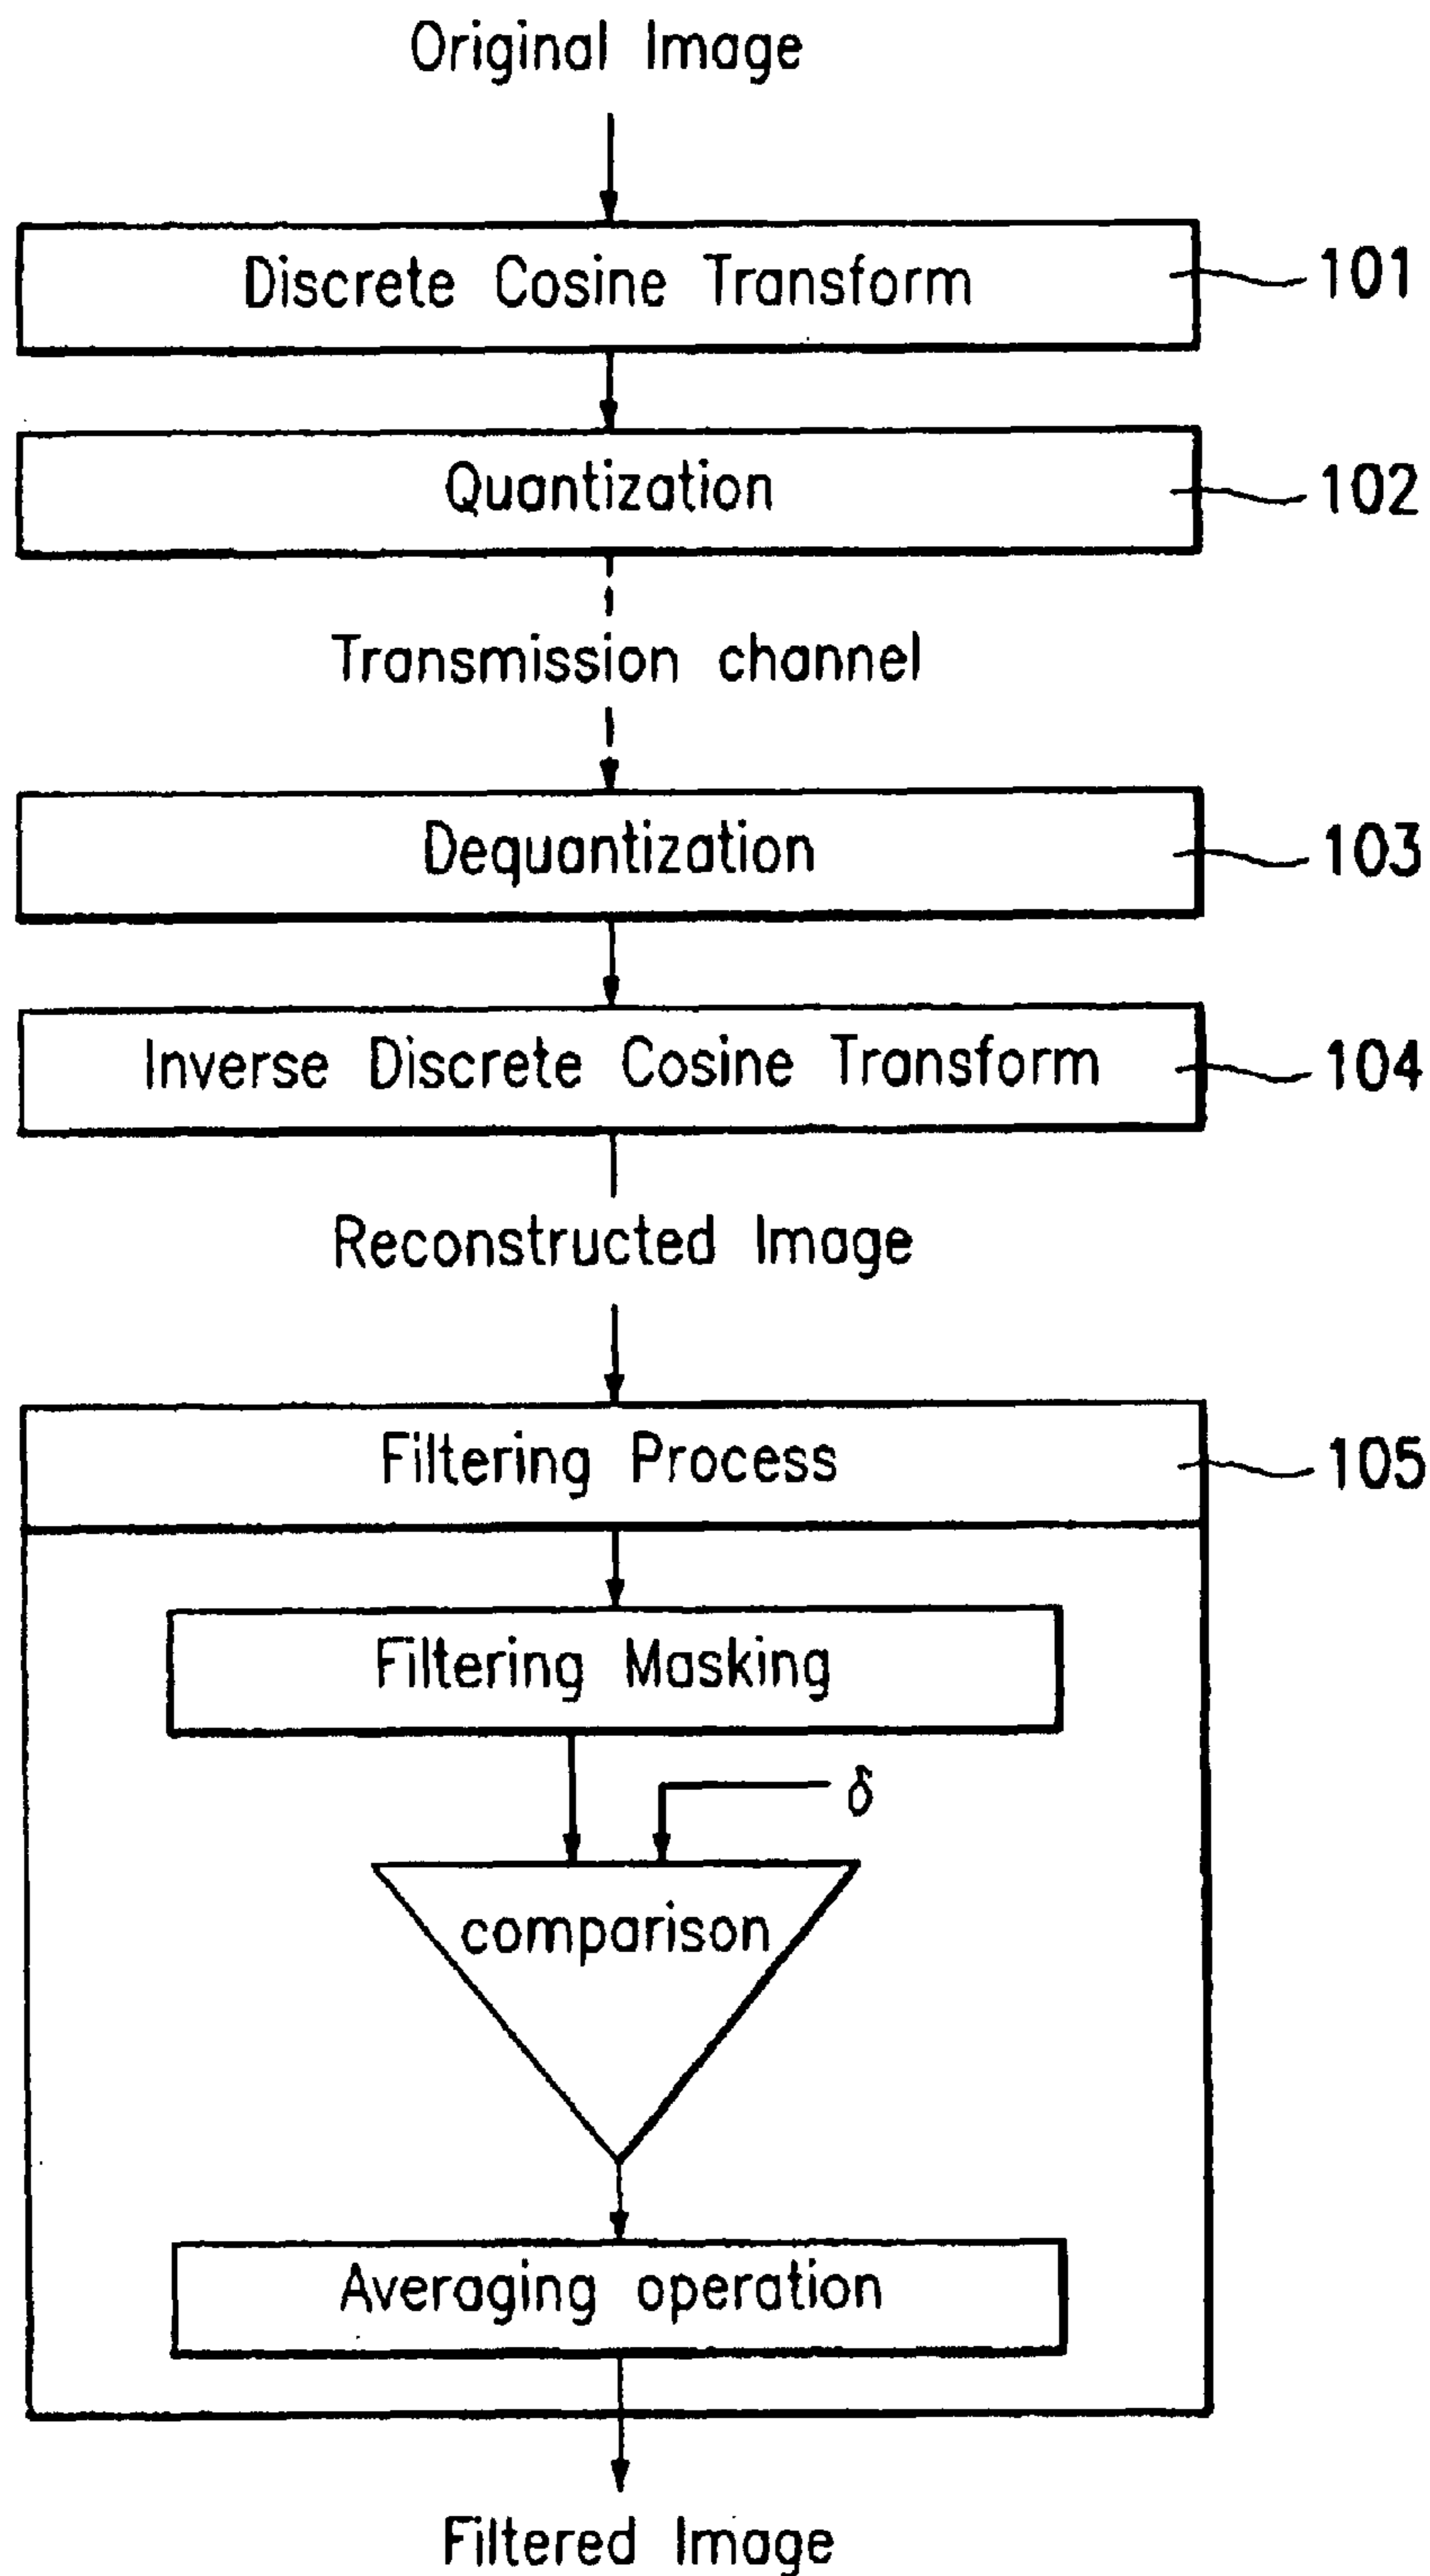 Original Image
Discrete Cosine Transform 101
Quantization 102
Transmission channel
Dequantization 103
Inverse Discrete Cosine Transform 104
Reconstructed Image
Filtering Process 105
Filtering Masking
δ
comparison
Averaging operation
Filtered Image